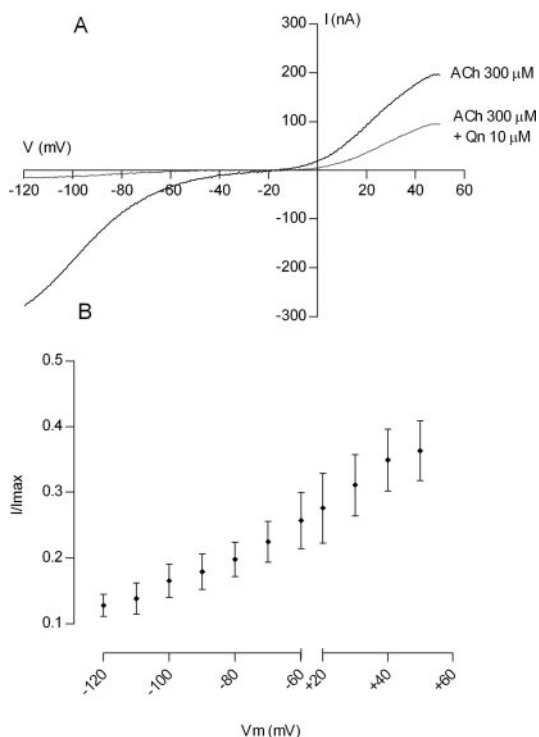 A
I (nA)
300
200
100
-100
-200
-300
ACh 300 µM
ACh 300 µM
+ Qn 10 µM
V (mV)
-120 -100 -80 -60 -40 -20 0 20 40 60
B
0.5
0.4
0.3
0.2
0.1
I/Imax
-120 -100 -80 -60 +20 +40 +60
Vm (mV)